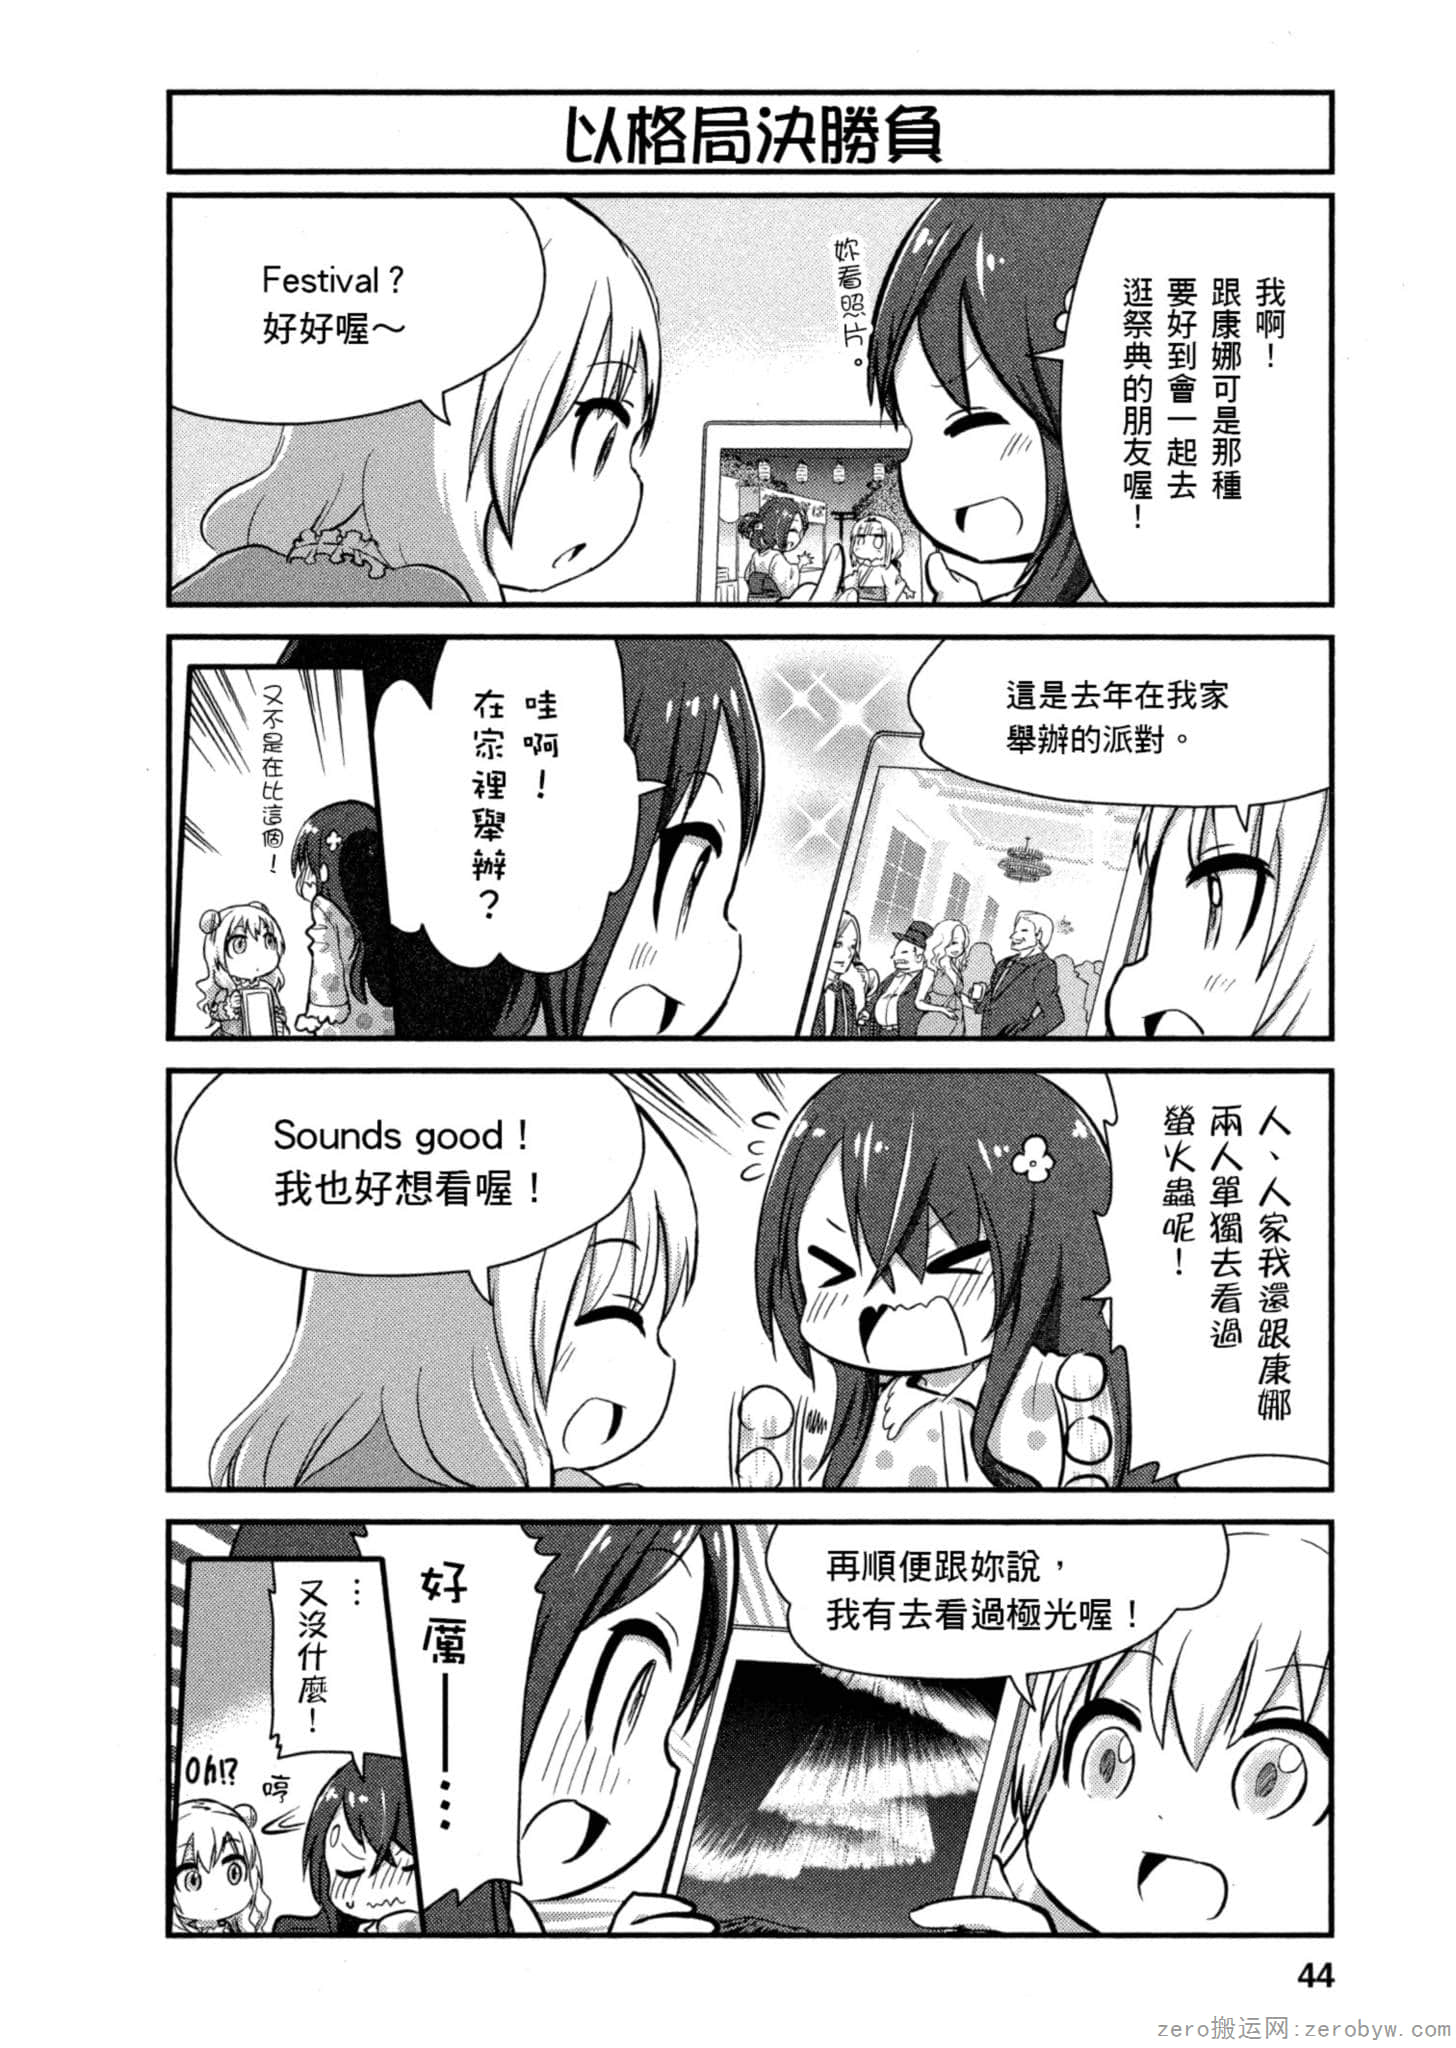 以格局決勝負
我啊！
跟康娜可是那種
要好到會一起去
逛祭典的朋友喔！
妳看照片。
Festival？
好好喔～
這是去年在我家
舉辦的派對。
哇啊！
在家裡舉辦？
又不是在比這個！
人、人家我還跟康娜
兩人單獨去看過
螢火蟲呢！
Sounds good！
我也好想看喔！
再順便跟妳說，
我有去看過極光喔！
好厲——…
…
又沒什麼！
哼
Oh!?
44
zero搬运网:zerobyw.com